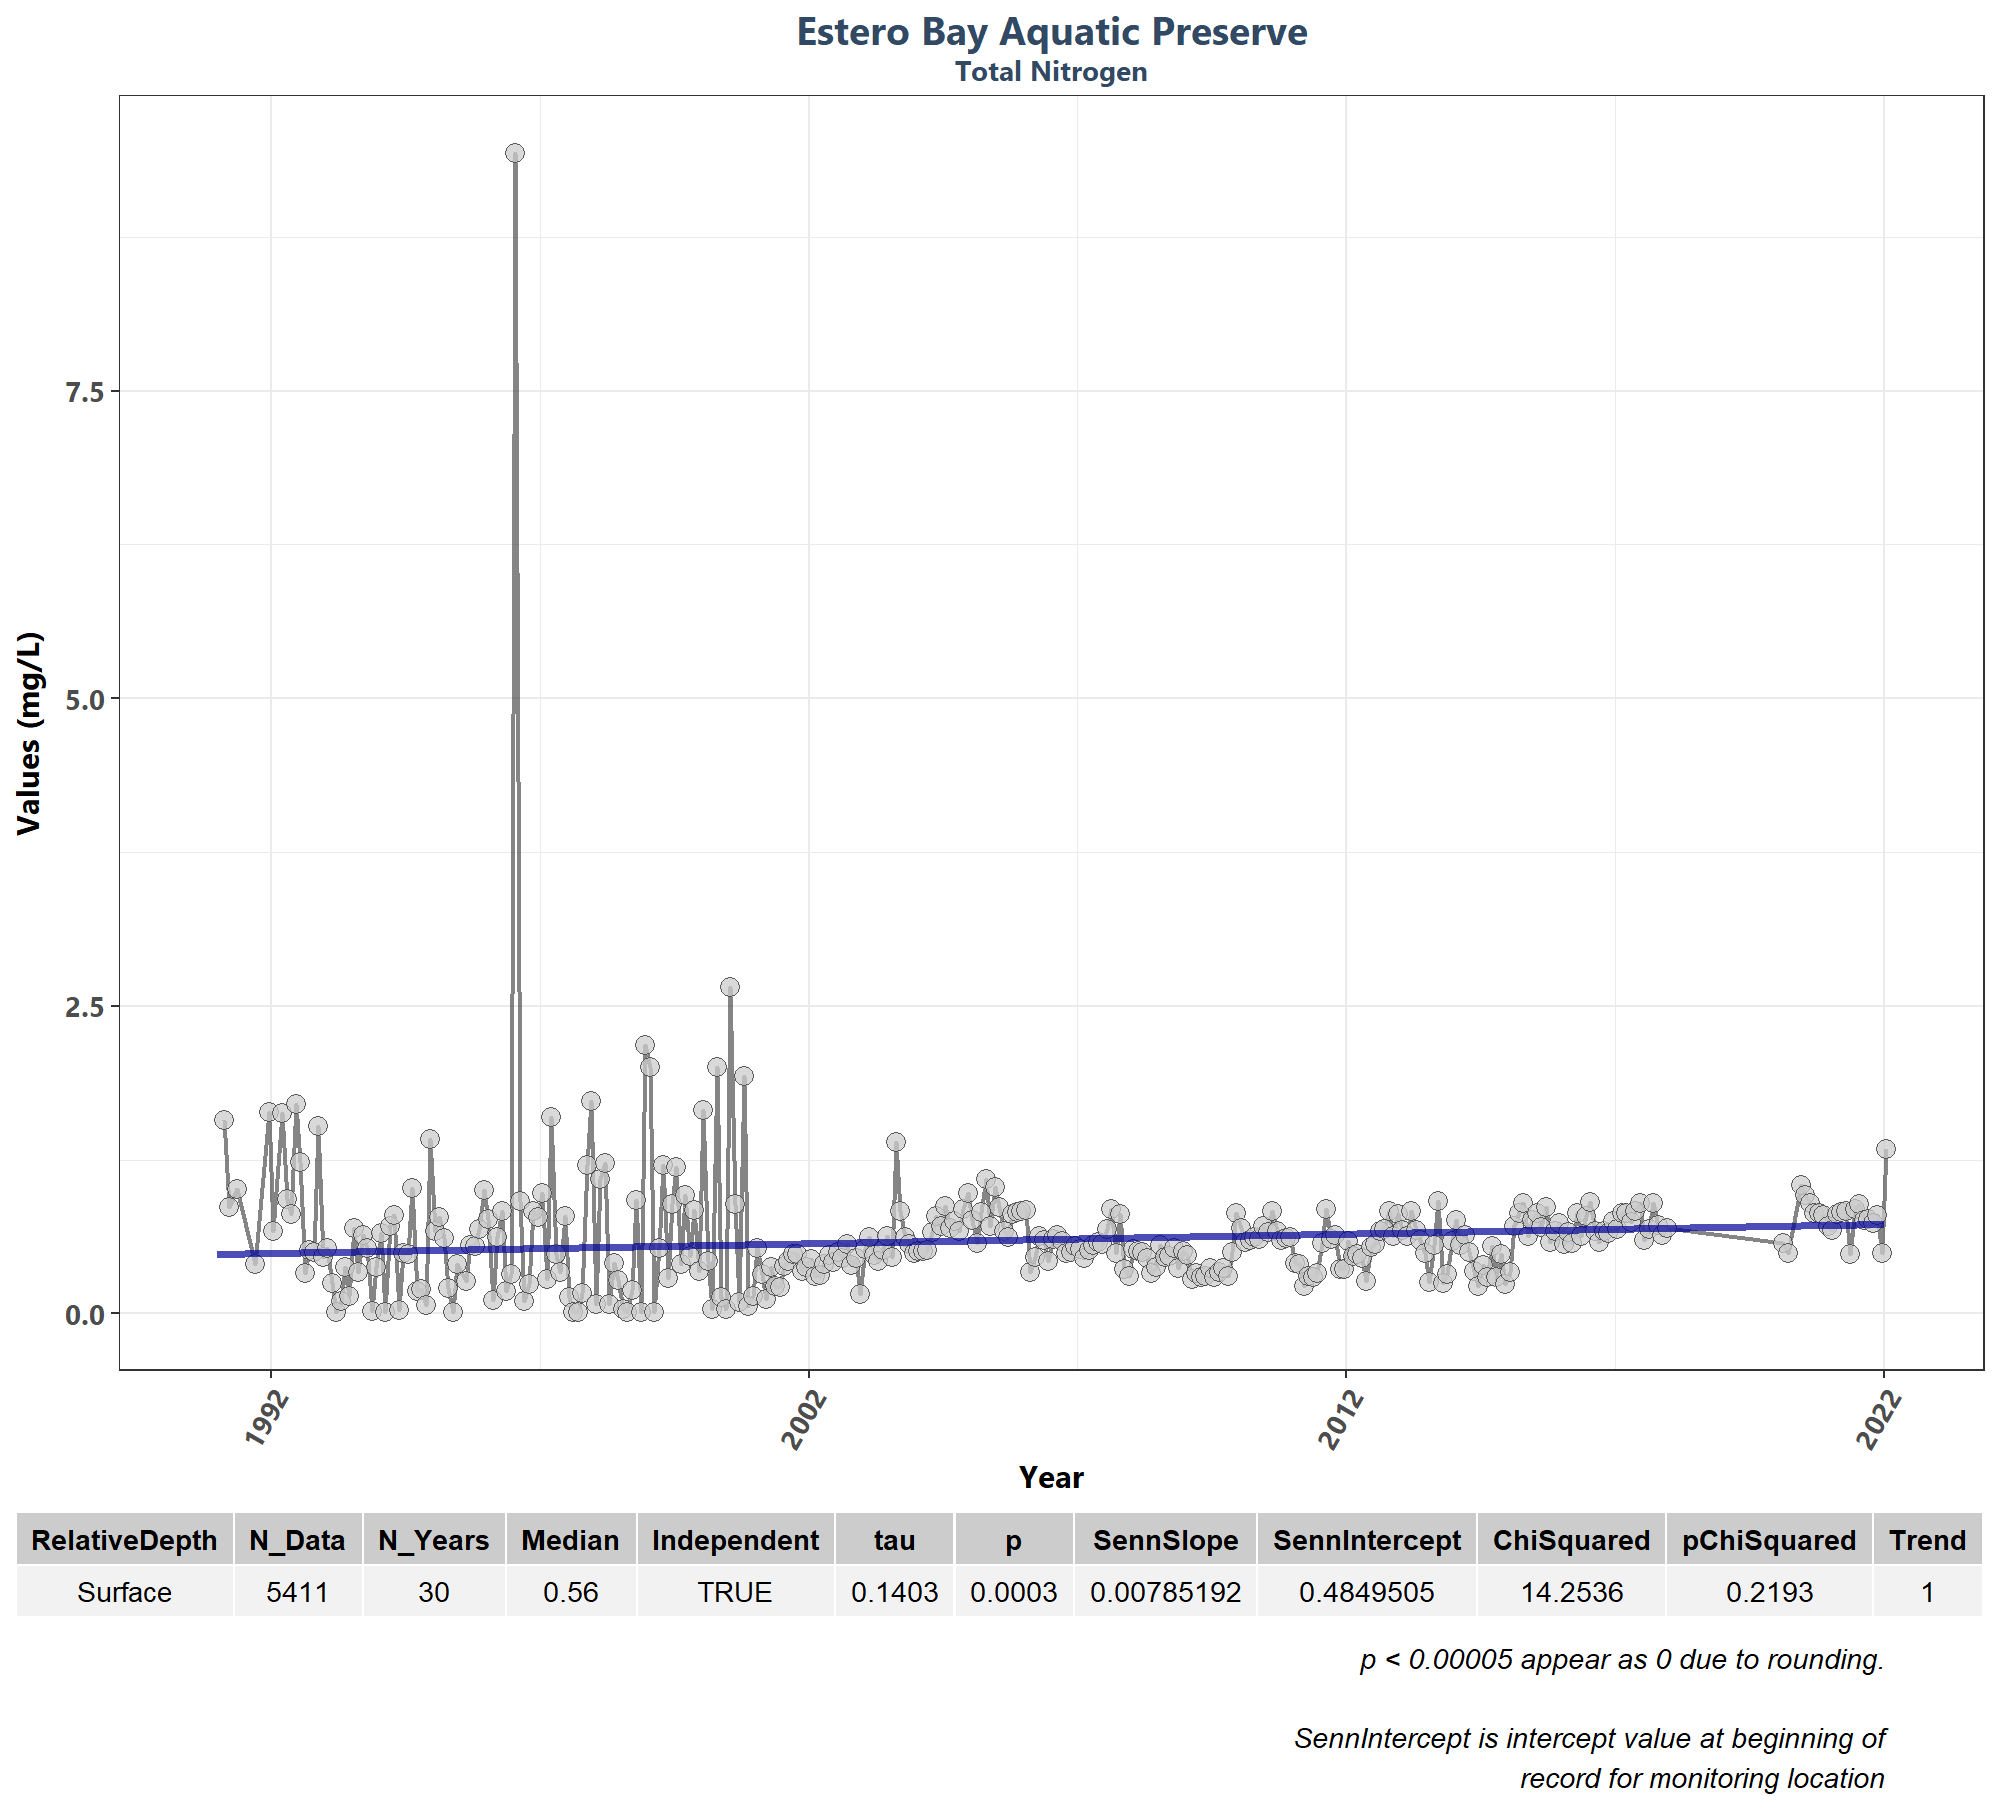 Estero Bay Aquatic Preserve
Total Nitrogen
Values (mg/L)
7.5
5.0
2.5
0.0
1992
2002
2012
2022
Year
RelativeDepth N_Data N_Years Median Independent tau p SennSlope SennIntercept ChiSquared pChiSquared Trend
Surface 5411 30 0.56 TRUE 0.1403 0.0003 0.00785192 0.4849505 14.2536 0.2193 1
p < 0.00005 appear as 0 due to rounding.
SennIntercept is intercept value at beginning of
record for monitoring location